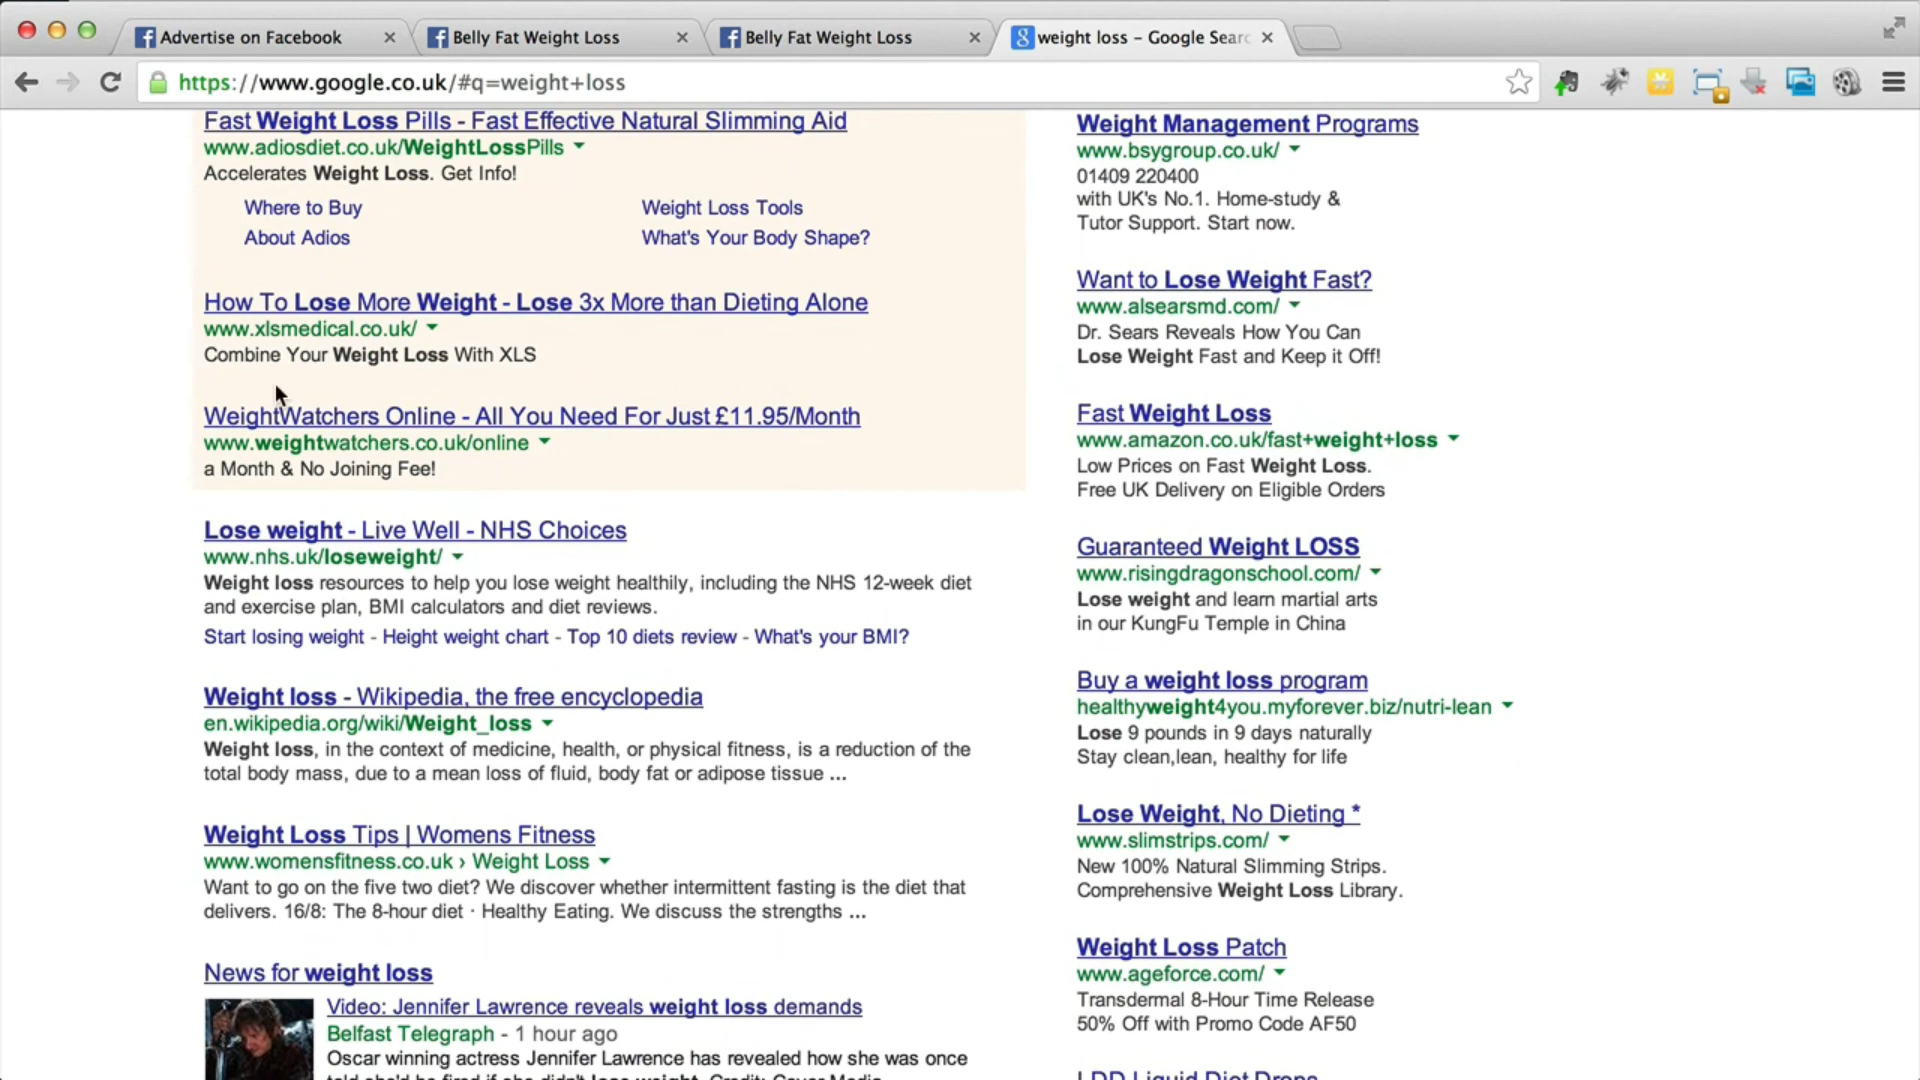 Advertise on Facebook
Belly Fat Weight Loss
Belly Fat Weight Loss
weight loss – Google Searc
https://www.google.co.uk/#q=weight+loss
Fast Weight Loss Pills - Fast Effective Natural Slimming Aid
www.adiosdiet.co.uk/WeightLossPills
Accelerates Weight Loss. Get Info!
Where to Buy
Weight Loss Tools
About Adios
What's Your Body Shape?
How To Lose More Weight - Lose 3x More than Dieting Alone
www.xlsmedical.co.uk/
Combine Your Weight Loss With XLS
WeightWatchers Online - All You Need For Just £11.95/Month
www.weightwatchers.co.uk/online
a Month & No Joining Fee!
Lose weight - Live Well - NHS Choices
www.nhs.uk/loseweight/
Weight loss resources to help you lose weight healthily, including the NHS 12-week diet
and exercise plan, BMI calculators and diet reviews.
Start losing weight - Height weight chart - Top 10 diets review - What's your BMI?
Weight loss - Wikipedia, the free encyclopedia
en.wikipedia.org/wiki/Weight_loss
Weight loss, in the context of medicine, health, or physical fitness, is a reduction of the
total body mass, due to a mean loss of fluid, body fat or adipose tissue ...
Weight Loss Tips | Womens Fitness
www.womensfitness.co.uk › Weight Loss
Want to go on the five two diet? We discover whether intermittent fasting is the diet that
delivers. 16/8: The 8-hour diet · Healthy Eating. We discuss the strengths ...
News for weight loss
Video: Jennifer Lawrence reveals weight loss demands
Belfast Telegraph - 1 hour ago
Oscar winning actress Jennifer Lawrence has revealed how she was once
told she'd be fired if she didn't lose weight. Credit: Cover Media
Weight Management Programs
www.bsygroup.co.uk/
01409 220400
with UK's No.1. Home-study &
Tutor Support. Start now.
Want to Lose Weight Fast?
www.alsearsmd.com/
Dr. Sears Reveals How You Can
Lose Weight Fast and Keep it Off!
Fast Weight Loss
www.amazon.co.uk/fast+weight+loss
Low Prices on Fast Weight Loss.
Free UK Delivery on Eligible Orders
Guaranteed Weight LOSS
www.risingdragonschool.com/
Lose weight and learn martial arts
in our KungFu Temple in China
Buy a weight loss program
healthyweight4you.myforever.biz/nutri-lean
Lose 9 pounds in 9 days naturally
Stay clean,lean, healthy for life
Lose Weight, No Dieting *
www.slimstrips.com/
New 100% Natural Slimming Strips.
Comprehensive Weight Loss Library.
Weight Loss Patch
www.ageforce.com/
Transdermal 8-Hour Time Release
50% Off with Promo Code AF50
Liquid Diet Drops